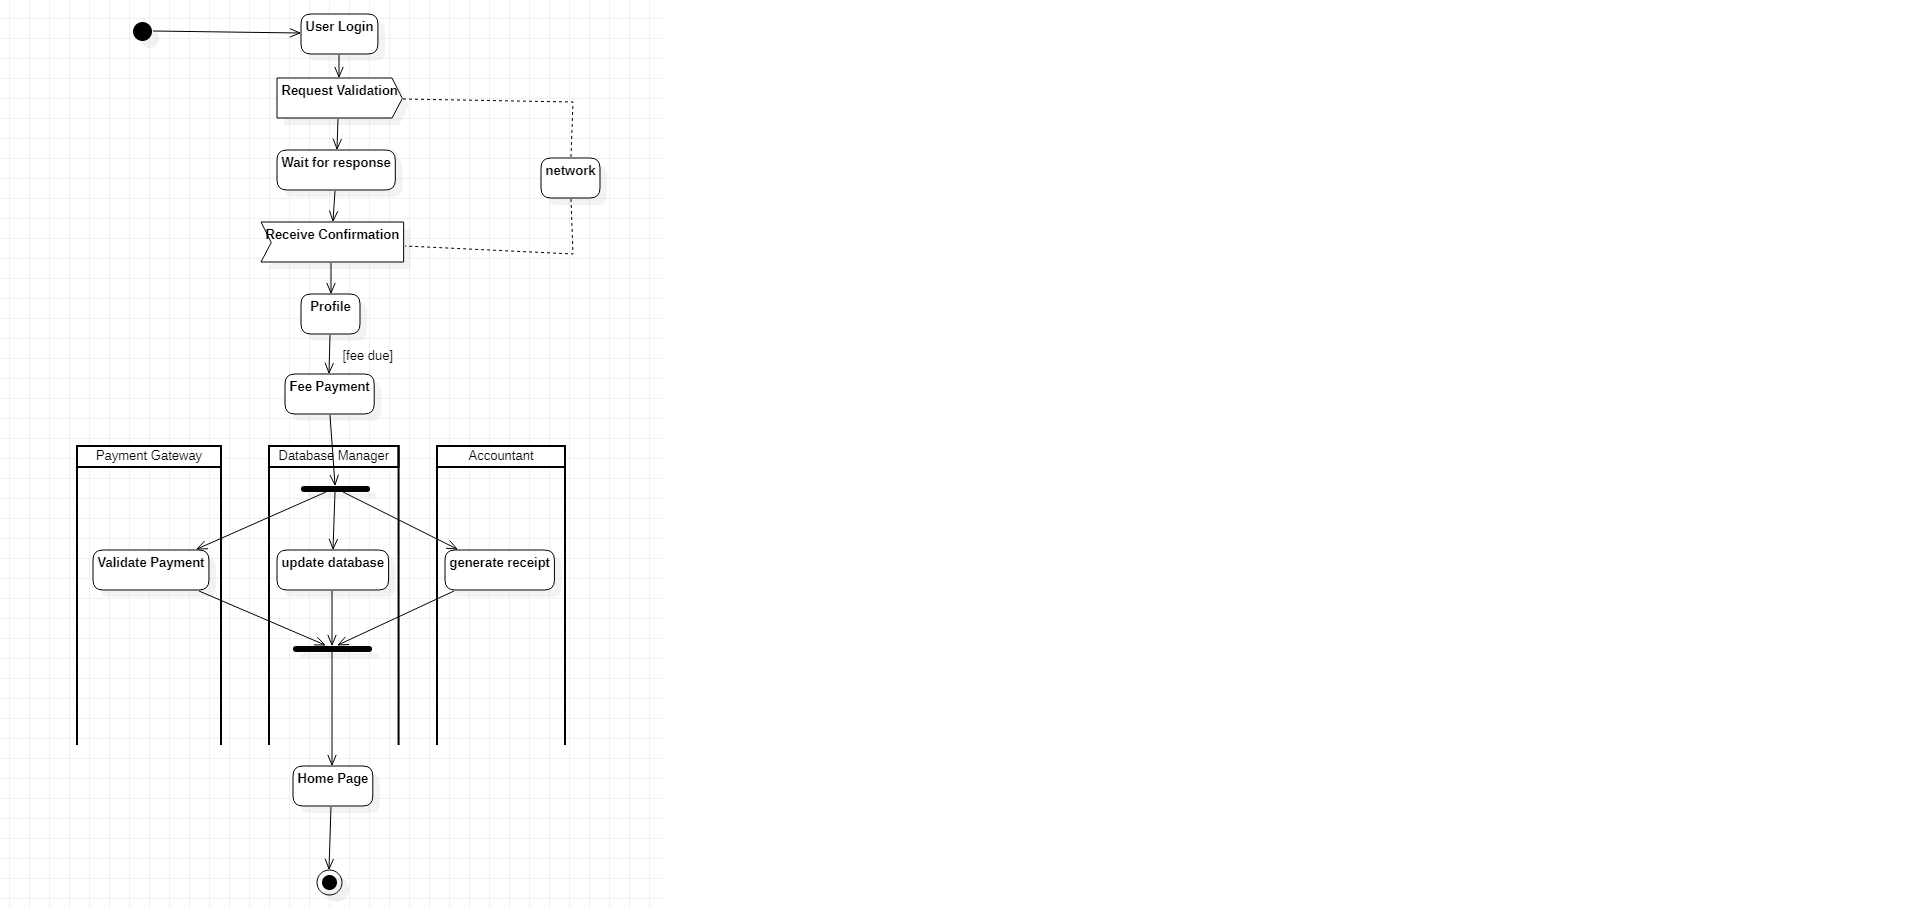 User Login
Request Validation
Wait for response
network
Receive Confirmation
Profile
[fee due]
Fee Payment
Payment Gateway
Database Manager
Accountant
Validate Payment
update database
generate receipt
Home Page